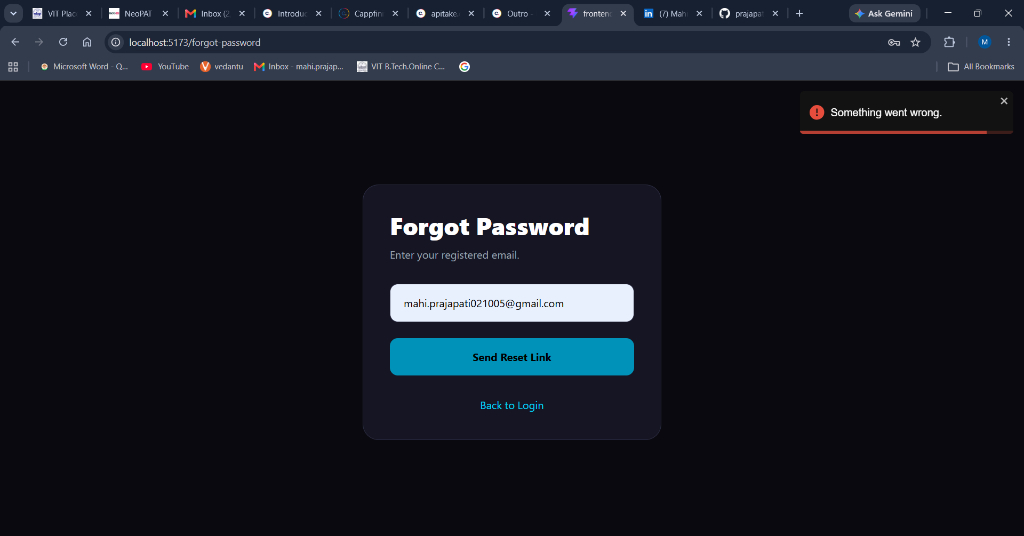 VIT Plac
NeoPAT
Inbox (2
Introdu
Cappfin
apitake
Outro -
fronten
(7) Mah
prajapat
Ask Gemini
localhost:5173/forgot-password
M
Microsoft Word - Q...
YouTube
vedantu
Inbox - mahi.prajap...
VIT B.Tech.Online C...
All Bookmarks
Something went wrong.
Forgot Password
Enter your registered email.
mahi.prajapati021005@gmail.com
Send Reset Link
Back to Login